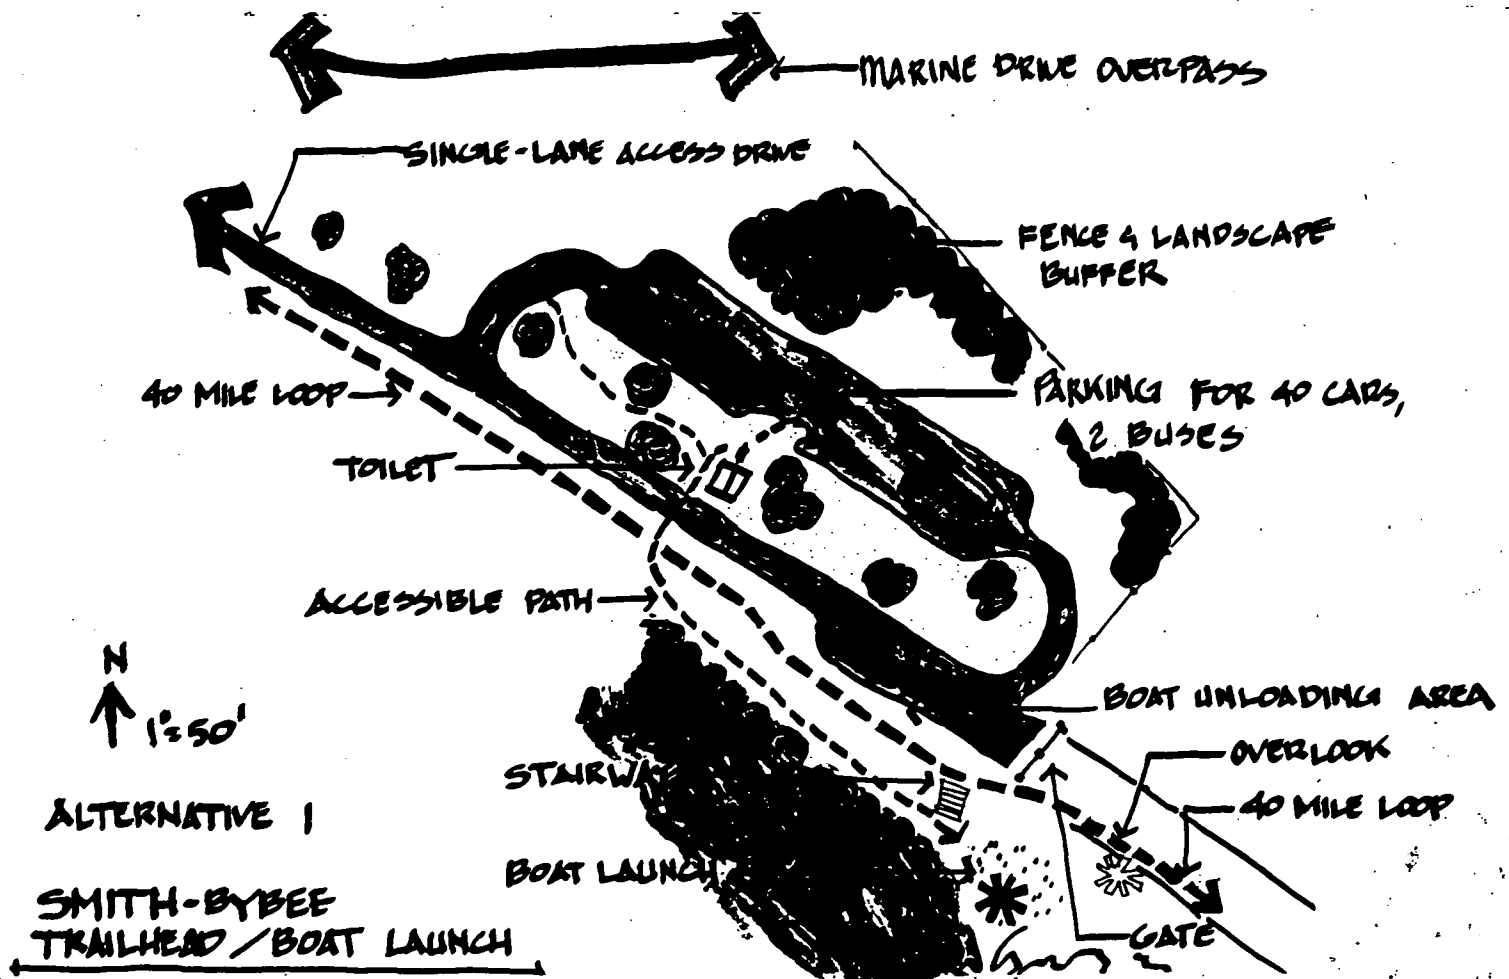 MARINE DRIVE OVERPASS
SINGLE-LANE ACCESS DRIVE
FENCE & LANDSCAPE
BUFFER
40 MILE LOOP
PARKING FOR 40 CARS,
2 BUSES
TOILET
ACCESSIBLE PATH
N
1"=50'
BOAT UNLOADING AREA
OVERLOOK
STAIRWAY
40 MILE LOOP
ALTERNATIVE 1
BOAT LAUNCH
GATE
SMITH-BYBEE
TRAILHEAD/BOAT LAUNCH